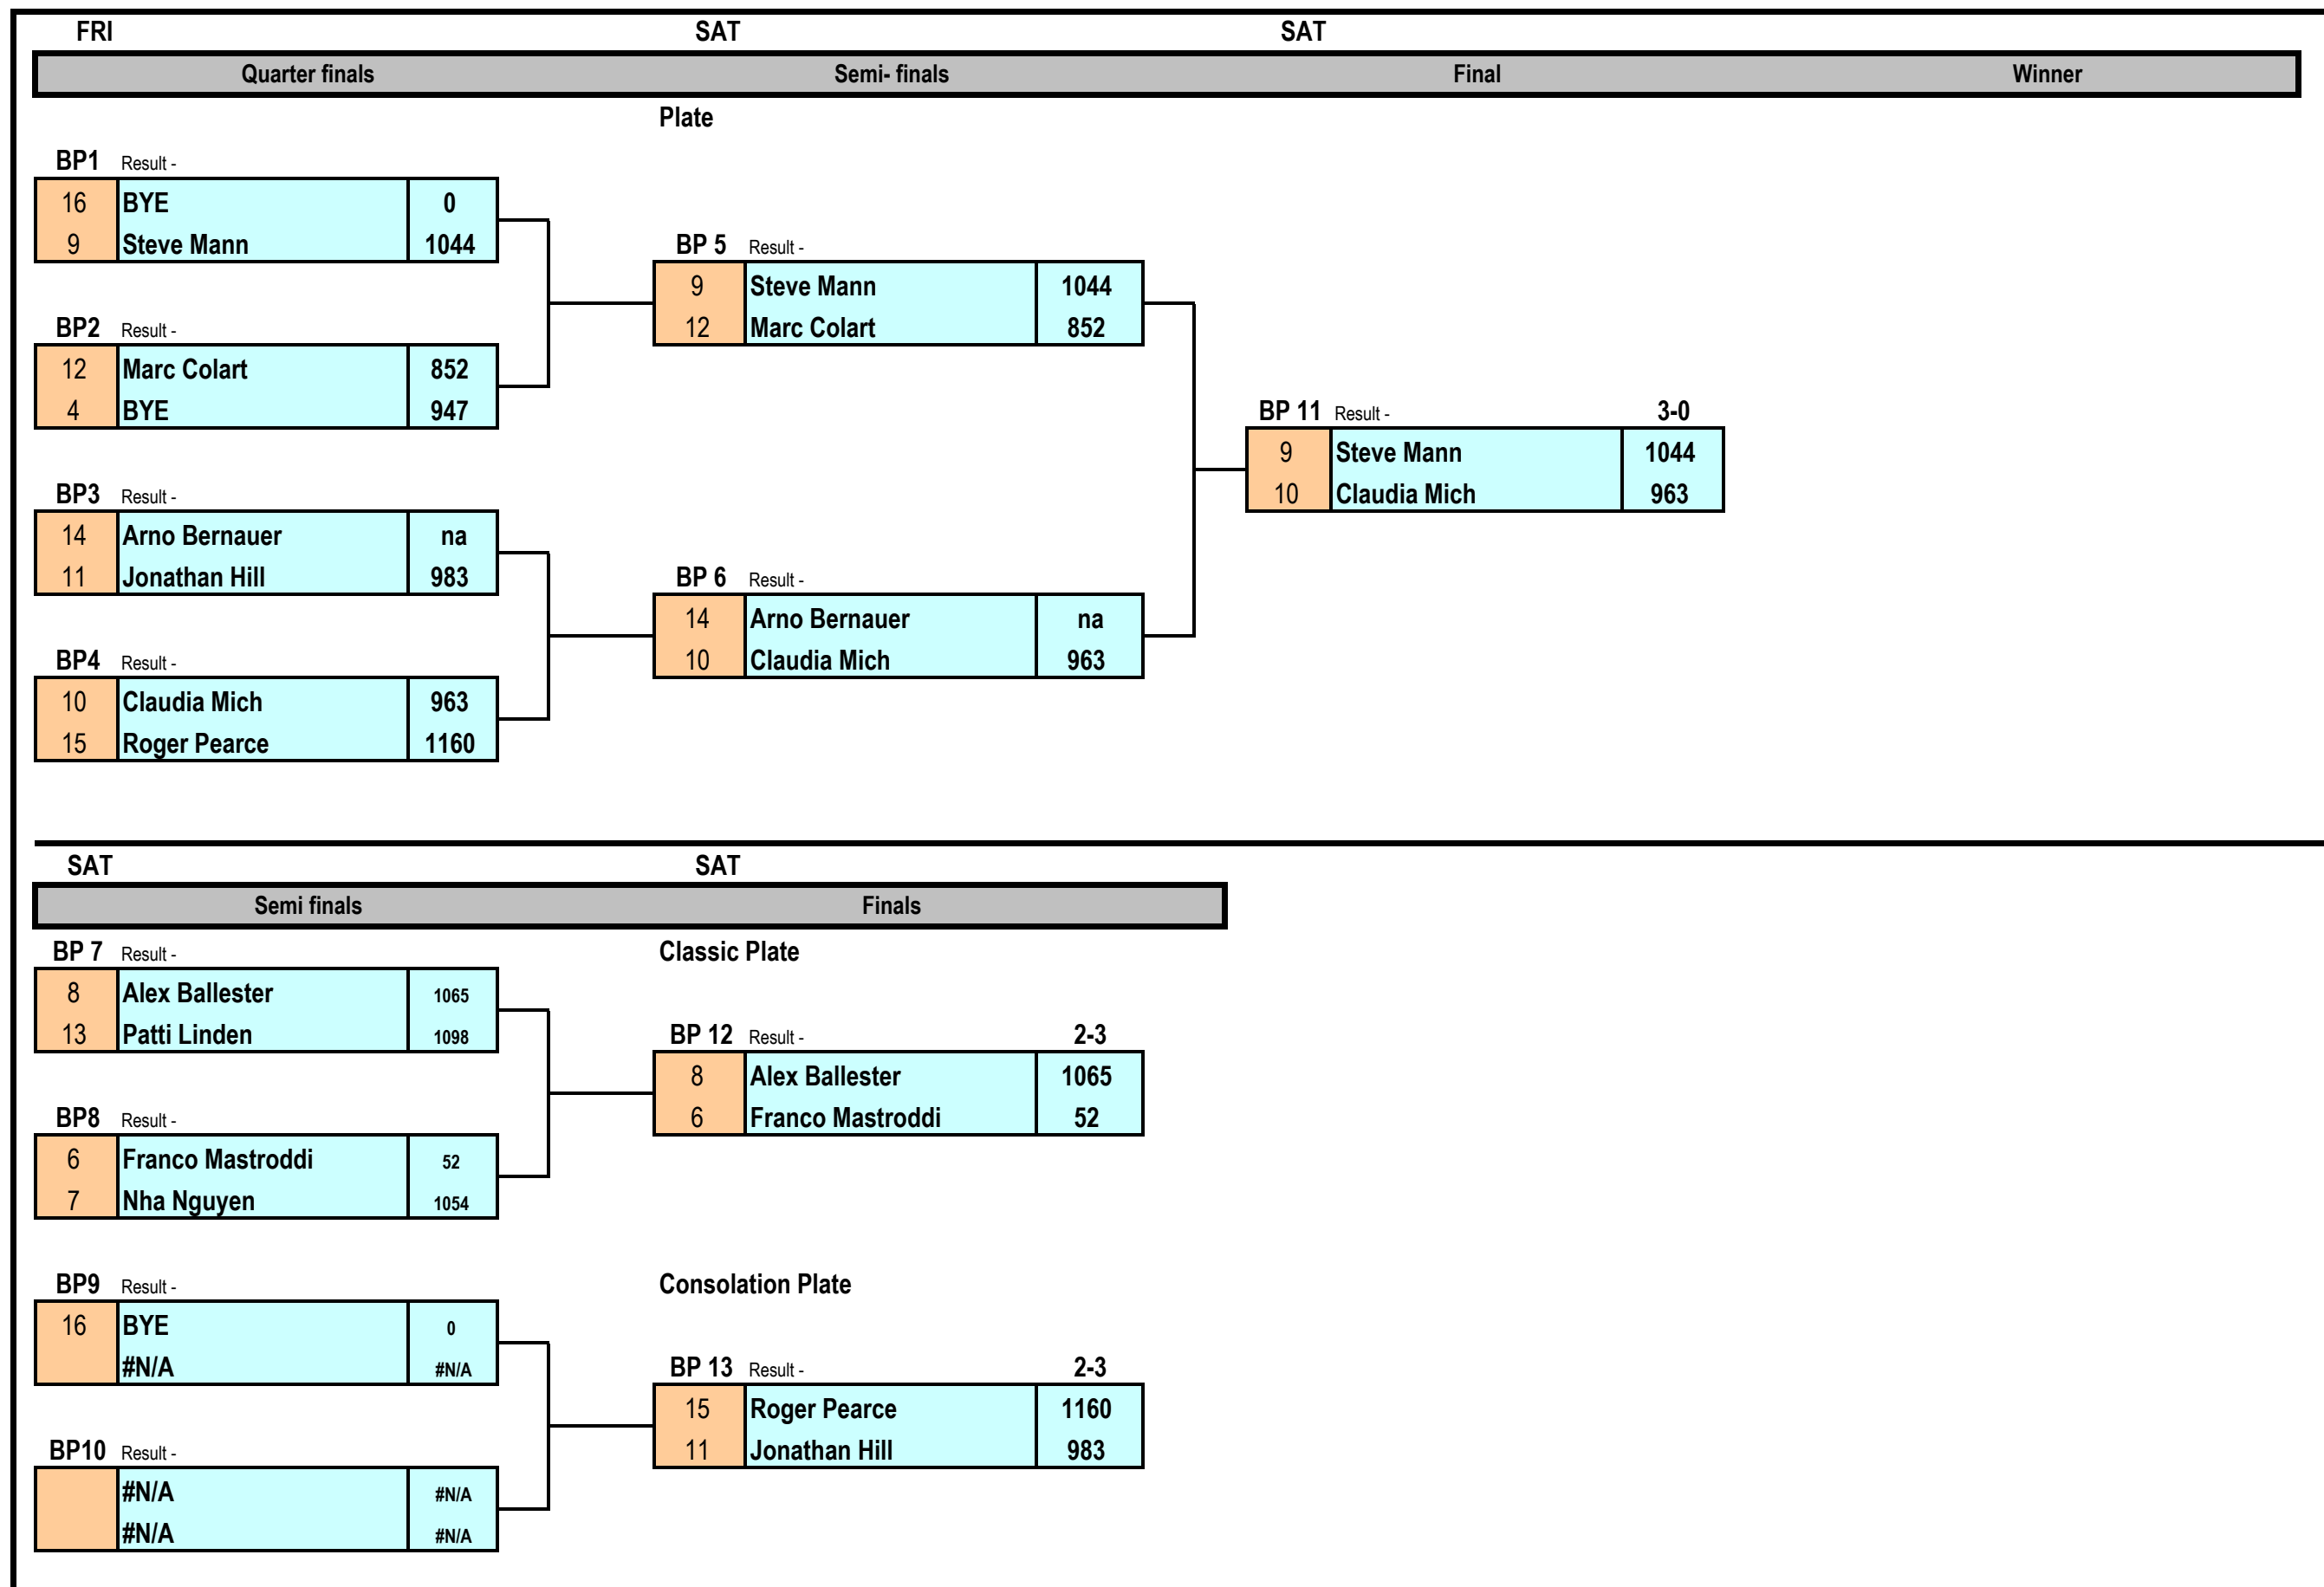 FRI SAT SAT
Quarter finals Semi- finals Final Winner
Plate
BP1 Result -
16 BYE 0
9 Steve Mann 1044
BP 5 Result -
9 Steve Mann 1044
12 Marc Colart 852
BP2 Result -
12 Marc Colart 852
4 BYE 947
BP 11 Result - 3-0
9 Steve Mann 1044
10 Claudia Mich 963
BP3 Result -
14 Arno Bernauer na
11 Jonathan Hill 983
BP 6 Result -
14 Arno Bernauer na
10 Claudia Mich 963
BP4 Result -
10 Claudia Mich 963
15 Roger Pearce 1160
SAT SAT
Semi finals Finals
BP 7 Result - Classic Plate
8 Alex Ballester 1065
13 Patti Linden 1098
BP 12 Result - 2-3
8 Alex Ballester 1065
6 Franco Mastroddi 52
BP8 Result -
6 Franco Mastroddi 52
7 Nha Nguyen 1054
BP9 Result - Consolation Plate
16 BYE 0
#N/A #N/A
BP 13 Result - 2-3
15 Roger Pearce 1160
11 Jonathan Hill 983
BP10 Result -
#N/A #N/A
#N/A #N/A